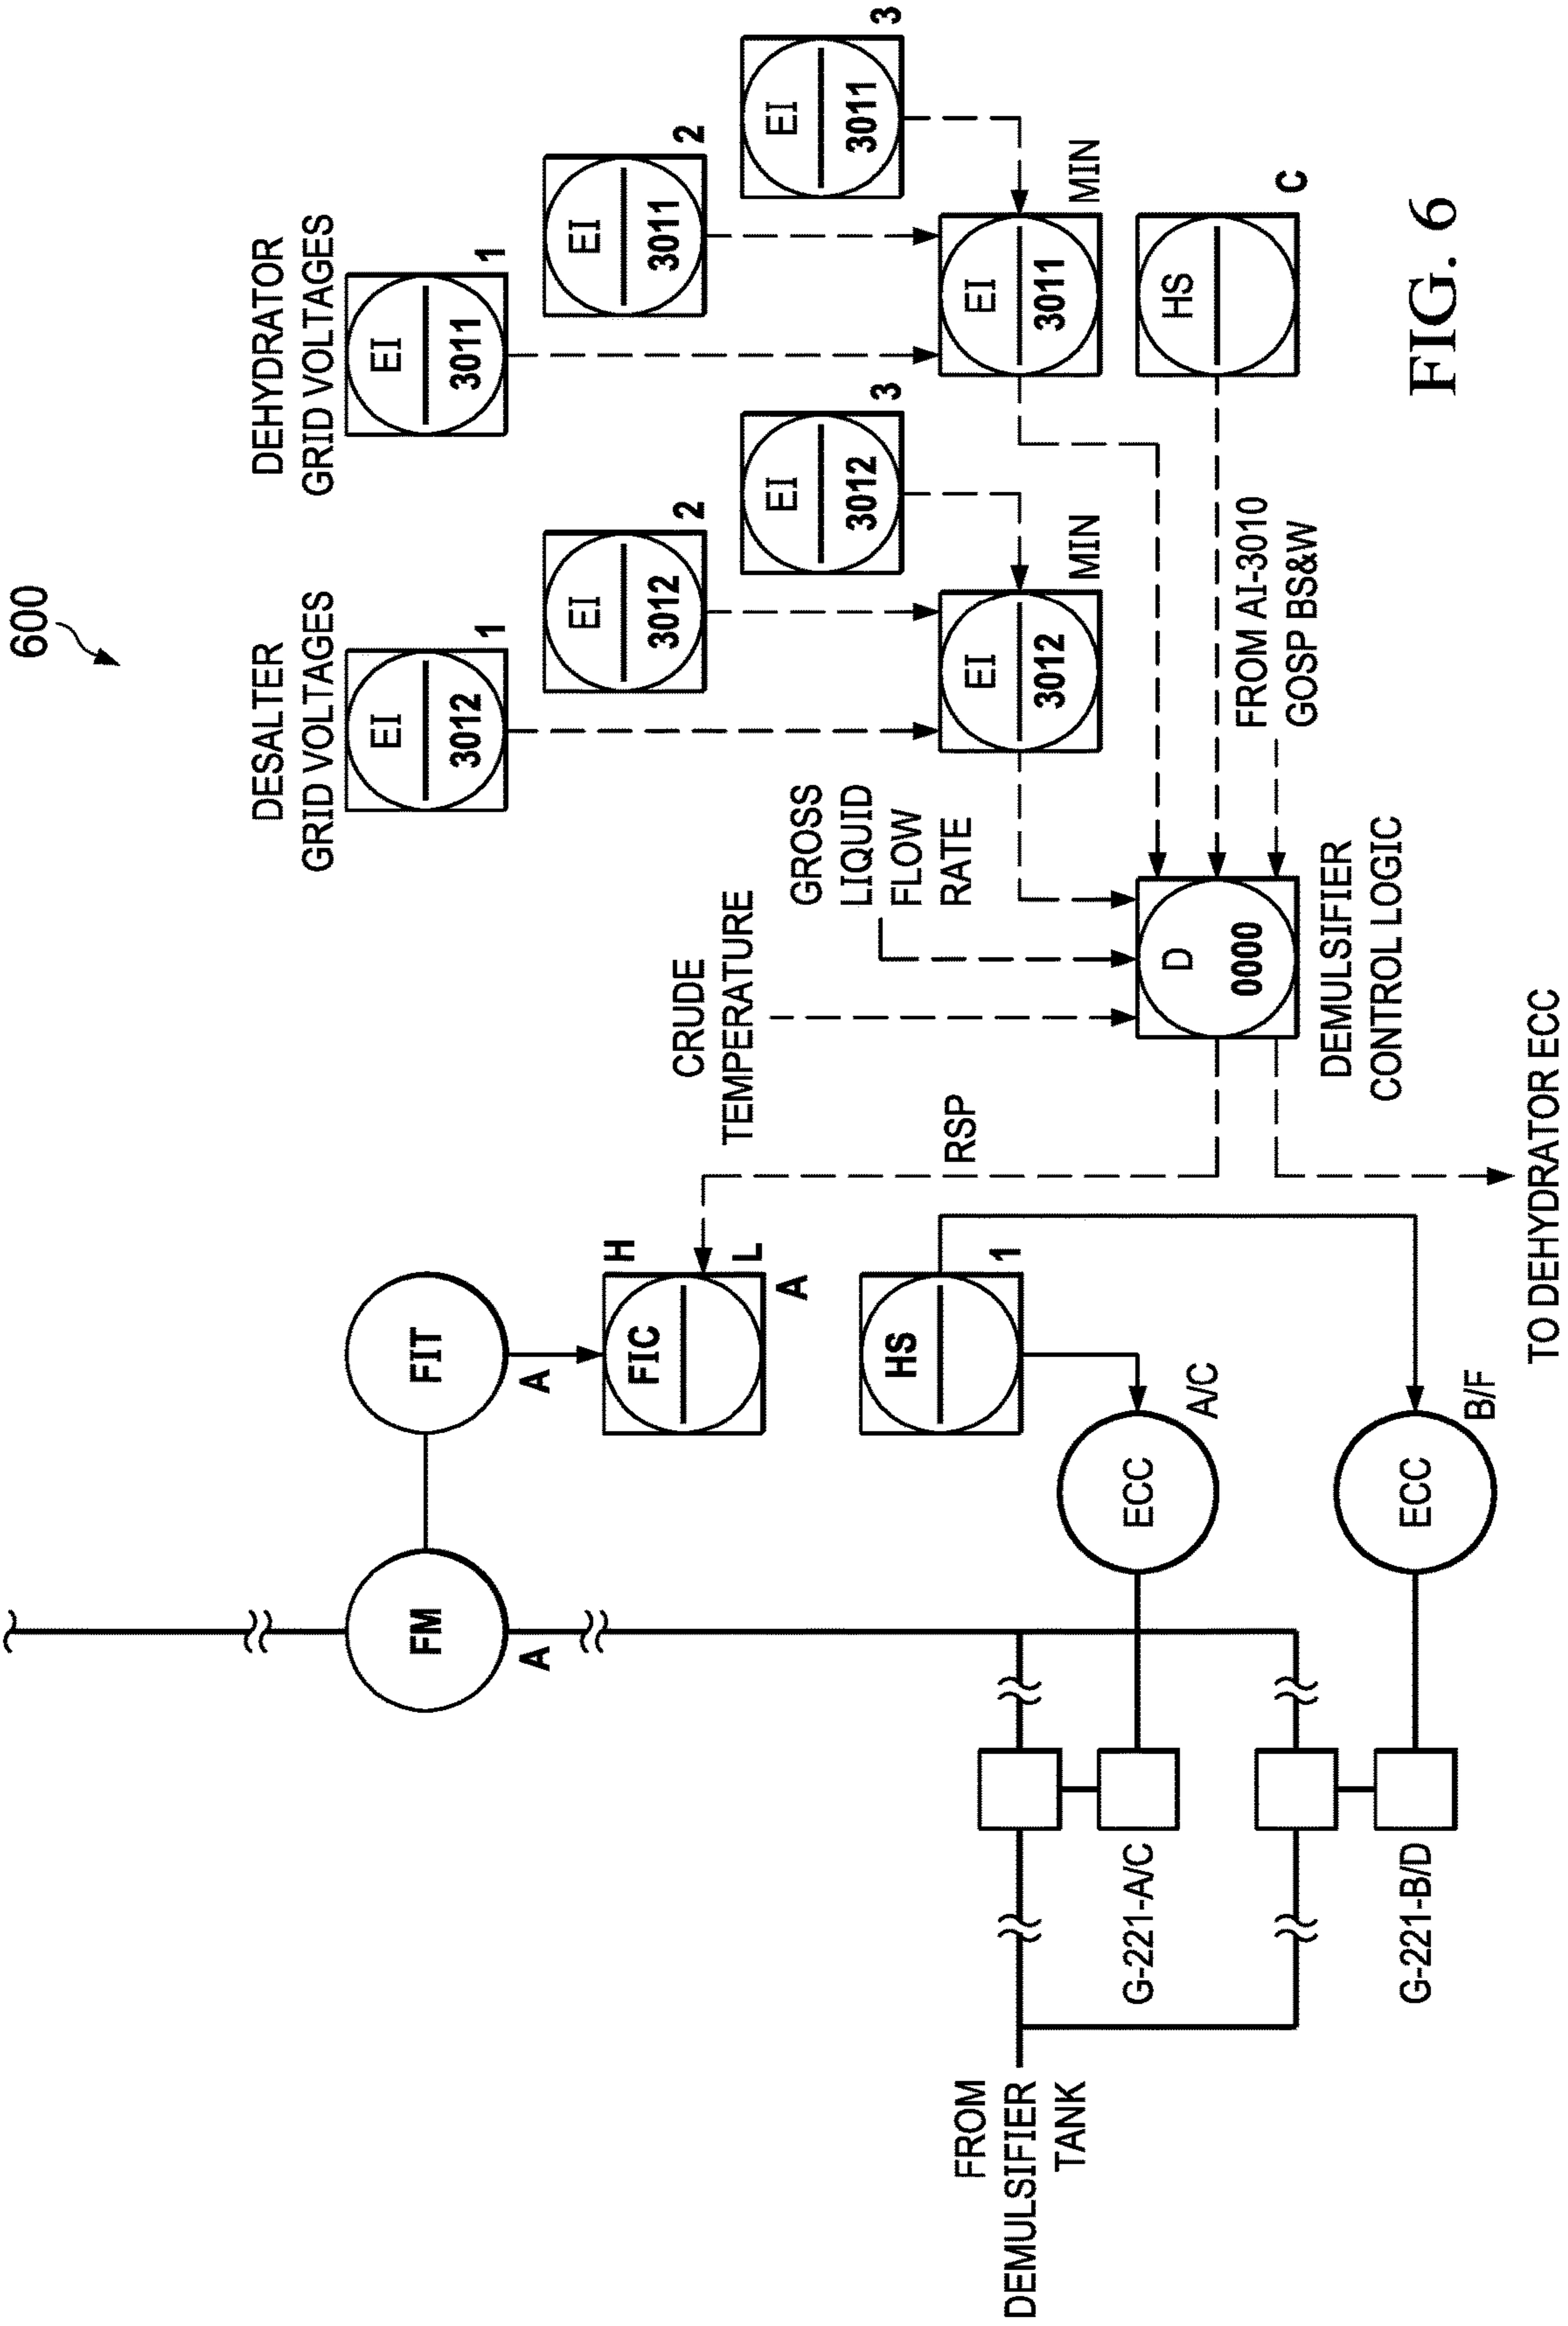 600
DESALTER
GRID VOLTAGES
EI
3012
1
EI
3012
2
EI
3012
3
EI
3012
MIN
DEHYDRATOR
GRID VOLTAGES
EI
3011
1
EI
3011
2
EI
3011
3
EI
3011
MIN
HS
C
FROM AI-3010
GOSP BS&W
GROSS
LIQUID
FLOW
RATE
CRUDE
TEMPERATURE
D
0000
DEMULSIFIER
CONTROL LOGIC
RSP
TO DEHYDRATOR ECC
FM
A
FIT
A
FIC
H
L
A
HS
1
ECC
A/C
ECC
B/F
G-221-A/C
G-221-B/D
FROM
DEMULSIFIER
TANK
FIG. 6